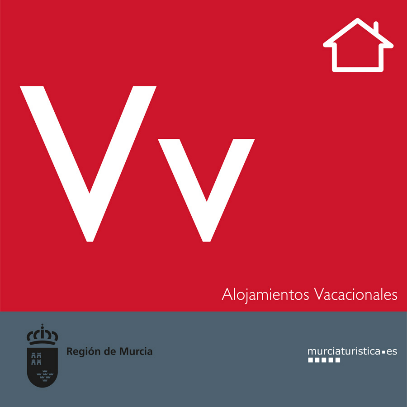 Vv
Alojamientos Vacacionales
Región de Murcia
murciaturistica.es